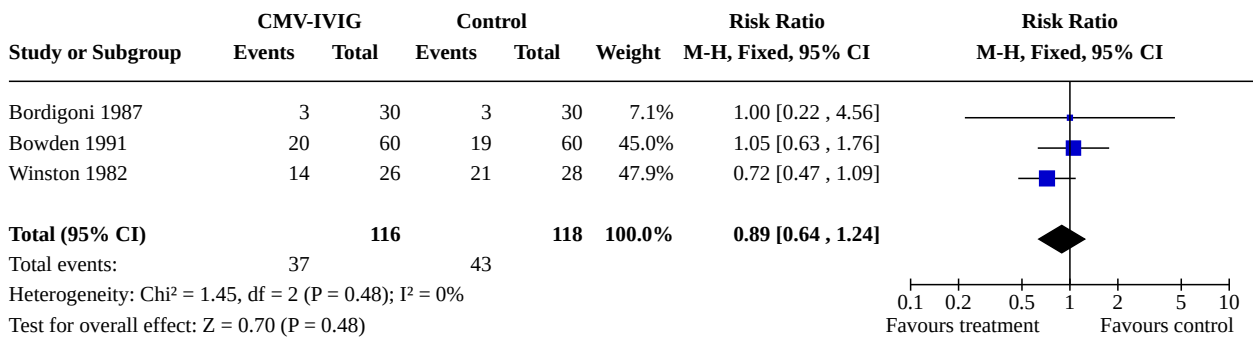 CMV-IVIG Control Risk Ratio Risk Ratio
Study or Subgroup Events Total Events Total Weight M-H, Fixed, 95% CI M-H, Fixed, 95% CI
Bordigoni 1987 3 30 3 30 7.1% 1.00 [0.22 , 4.56]
Bowden 1991 20 60 19 60 45.0% 1.05 [0.63 , 1.76]
Winston 1982 14 26 21 28 47.9% 0.72 [0.47 , 1.09]
Total (95% CI) 116 118 100.0% 0.89 [0.64 , 1.24]
Total events: 37 43
Heterogeneity: Chi² = 1.45, df = 2 (P = 0.48); I² = 0%
0.1 0.2 0.5 1 2 5 10
Test for overall effect: Z = 0.70 (P = 0.48) Favours treatment Favours control